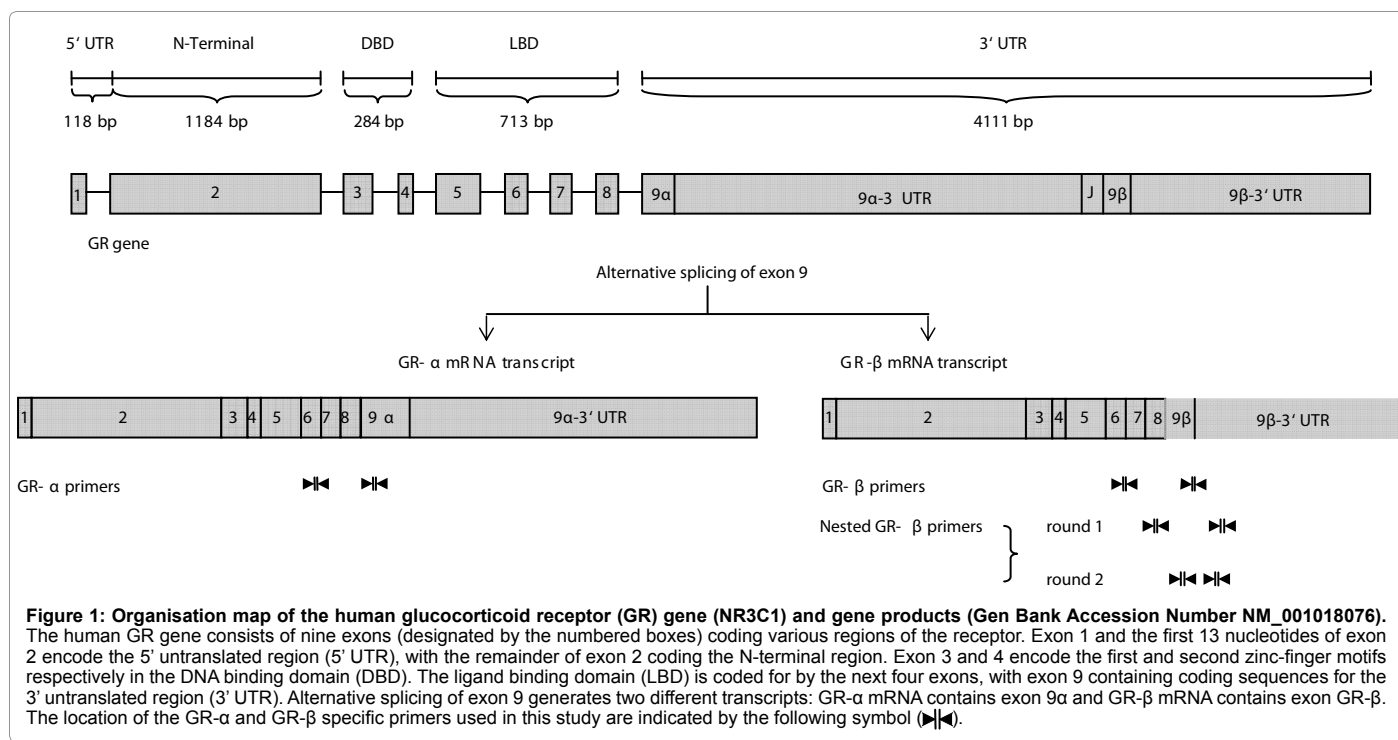 5' UTR N-Terminal DBD LBD 3' UTR
118 bp 1184 bp 284 bp 713 bp 4111 bp
1 2 3 4 5 6 7 8 9α 9α-3 UTR J 9β 9β-3' UTR
GR gene
Alternative splicing of exon 9
GR- α mRNA transcript GR-β mRNA transcript
1 2 3 4 5 6 7 8 9 α 9α-3' UTR 1 2 3 4 5 6 7 8 9β 9β-3' UTR
GR- α primers GR- β primers
Nested GR- β primers round 1
round 2
Figure 1: Organisation map of the human glucocorticoid receptor (GR) gene (NR3C1) and gene products (Gen Bank Accession Number NM_001018076).
The human GR gene consists of nine exons (designated by the numbered boxes) coding various regions of the receptor. Exon 1 and the first 13 nucleotides of exon
2 encode the 5' untranslated region (5' UTR), with the remainder of exon 2 coding the N-terminal region. Exon 3 and 4 encode the first and second zinc-finger motifs
respectively in the DNA binding domain (DBD). The ligand binding domain (LBD) is coded for by the next four exons, with exon 9 containing coding sequences for the
3' untranslated region (3' UTR). Alternative splicing of exon 9 generates two different transcripts: GR-α mRNA contains exon 9α and GR-β mRNA contains exon GR-β.
The location of the GR-α and GR-β specific primers used in this study are indicated by the following symbol (▶||◀).